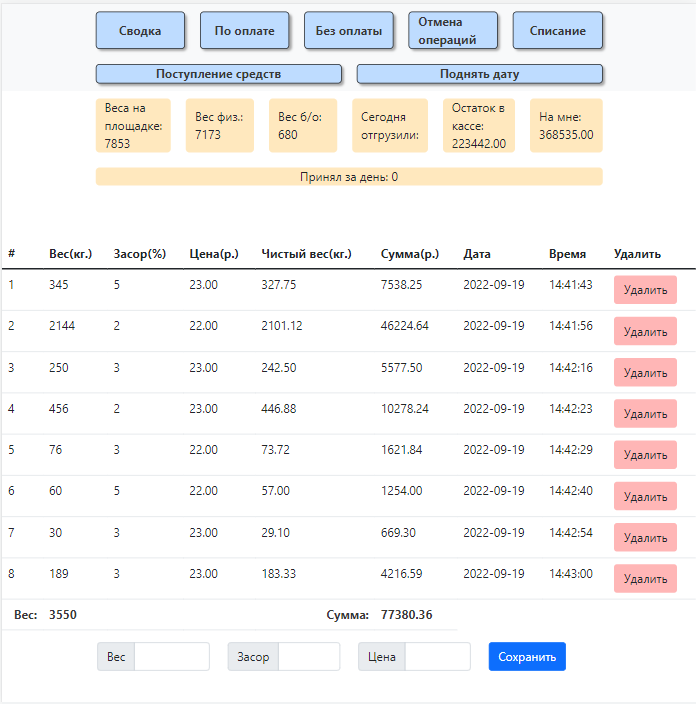 Сводка По оплате Без оплаты Отмена операций Списание
Поступление средств Поднять дату
Веса на площадке: 7853 Вес физ.: 7173 Вес б/о: 680 Сегодня отгрузили: Остаток в кассе: 223442.00 На мне: 368535.00
Принял за день: 0
# Вес(кг.) Засор(%) Цена(р.) Чистый вес(кг.) Сумма(р.) Дата Время Удалить
1 345 5 23.00 327.75 7538.25 2022-09-19 14:41:43 Удалить
2 2144 2 22.00 2101.12 46224.64 2022-09-19 14:41:56 Удалить
3 250 3 23.00 242.50 5577.50 2022-09-19 14:42:16 Удалить
4 456 2 23.00 446.88 10278.24 2022-09-19 14:42:23 Удалить
5 76 3 22.00 73.72 1621.84 2022-09-19 14:42:29 Удалить
6 60 5 22.00 57.00 1254.00 2022-09-19 14:42:40 Удалить
7 30 3 23.00 29.10 669.30 2022-09-19 14:42:54 Удалить
8 189 3 23.00 183.33 4216.59 2022-09-19 14:43:00 Удалить
Вес: 3550 Сумма: 77380.36
Вес Засор Цена Сохранить